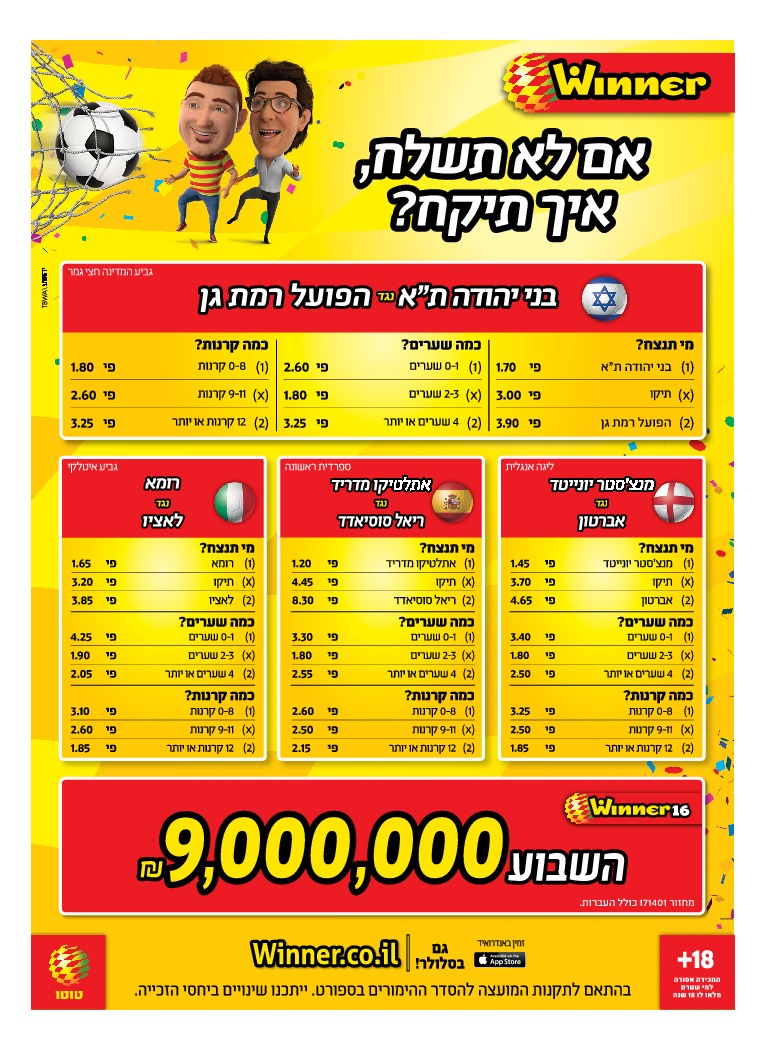 Winner
אם לא תשלח,
איך תיקח?
גביע המדינה חצי גמר
בני יהודה ת"א נגד הפועל רמת גן
מי תנצח?
(1) בני יהודה ת"א פי 1.70
(X) תיקו פי 3.00
(2) הפועל רמת גן פי 3.90
כמה שערים?
(1) 0-1 שערים פי 2.60
(X) 2-3 שערים פי 1.80
(2) 4 שערים או יותר פי 3.25
כמה קרנות?
(1) 0-8 קרנות פי 1.80
(X) 9-11 קרנות פי 2.60
(2) 12 קרנות או יותר פי 3.25
ליגה אנגלית
מנצ'סטר יונייטד
נגד
אברטון
מי תנצח?
(1) מנצ'סטר יונייטד פי 1.45
(X) תיקו פי 3.70
(2) אברטון פי 4.65
כמה שערים?
(1) 0-1 שערים פי 3.40
(X) 2-3 שערים פי 1.80
(2) 4 שערים או יותר פי 2.50
כמה קרנות?
(1) 0-8 קרנות פי 3.25
(X) 9-11 קרנות פי 2.50
(2) 12 קרנות או יותר פי 1.85
ספרדית ראשונה
אתלטיקו מדריד
נגד
ריאל סוסיאדד
מי תנצח?
(1) אתלטיקו מדריד פי 1.20
(X) תיקו פי 4.45
(2) ריאל סוסיאדד פי 8.30
כמה שערים?
(1) 0-1 שערים פי 3.30
(X) 2-3 שערים פי 1.80
(2) 4 שערים או יותר פי 2.55
כמה קרנות?
(1) 0-8 קרנות פי 2.60
(X) 9-11 קרנות פי 2.50
(2) 12 קרנות או יותר פי 2.15
גביע איטלקי
רומא
נגד
לאציו
מי תנצח?
(1) רומא פי 1.65
(X) תיקו פי 3.20
(2) לאציו פי 3.85
כמה שערים?
(1) 0-1 שערים פי 4.25
(X) 2-3 שערים פי 1.90
(2) 4 שערים או יותר פי 2.05
כמה קרנות?
(1) 0-8 קרנות פי 3.10
(X) 9-11 קרנות פי 2.60
(2) 12 קרנות או יותר פי 1.85
Winner 16
השבוע 9,000,000 ₪
מחזור 171401 כולל העברות.
+18
המכירה אסורה
למי שטרם
מלאו לו 18 שנה
זמין באנדרואיד
Available on the
App Store
גם
בסלולר!
Winner.co.il
בהתאם לתקנות המועצה להסדר ההימורים בספורט. ייתכנו שינויים ביחסי הזכייה.
טוטו